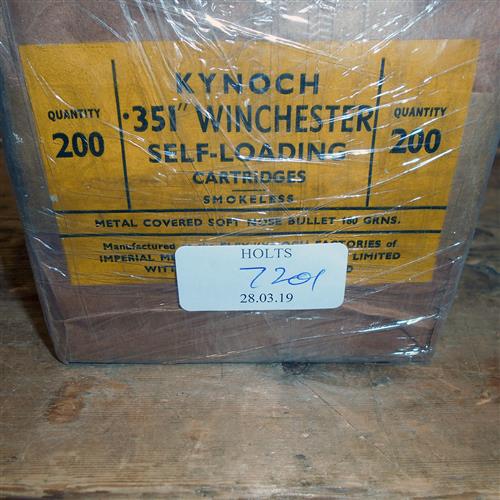 KYNOCH
QUANTITY
200
.351" WINCHESTER
SELF-LOADING
CARTRIDGES
SMOKELESS
QUANTITY
200
METAL COVERED SOFT NOSE BULLET 180 GRNS.
Manufactured FACTORIES of
IMPERIAL LIMITED
HOLTS
7201
28.03.19